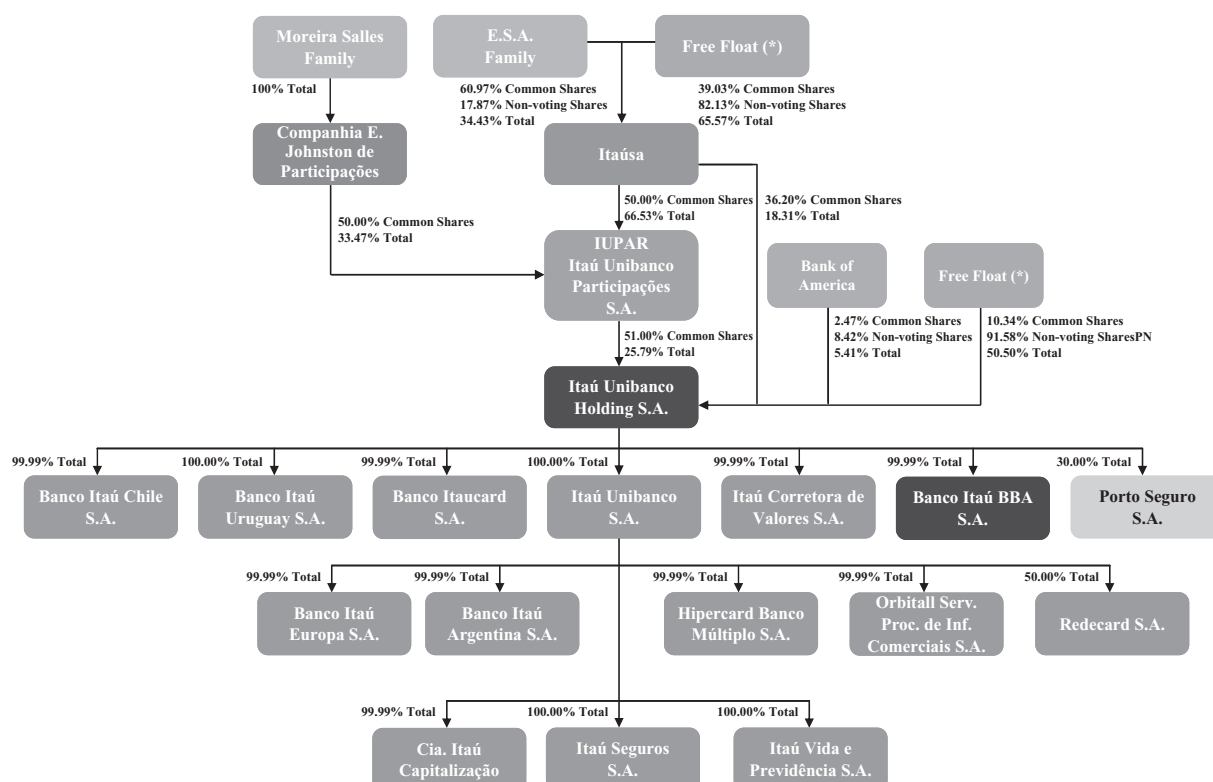 Moreira Salles
Family
E.S.A.
Family
Free Float (*)
100% Total
60.97% Common Shares
17.87% Non-voting Shares
34.43% Total
39.03% Common Shares
82.13% Non-voting Shares
65.57% Total
Companhia E.
Johnston de
Participações
Itaúsa
50.00% Common Shares
33.47% Total
50.00% Common Shares
66.53% Total
36.20% Common Shares
18.31% Total
IUPAR
Itaú Unibanco
Participações
S.A.
Bank of
America
Free Float (*)
51.00% Common Shares
25.79% Total
2.47% Common Shares
8.42% Non-voting Shares
5.41% Total
10.34% Common Shares
91.58% Non-voting SharesPN
50.50% Total
Itaú Unibanco
Holding S.A.
99.99% Total
100.00% Total
99.99% Total
100.00% Total
99.99% Total
99.99% Total
30.00% Total
Banco Itaú Chile
S.A.
Banco Itaú
Uruguay S.A.
Banco Itaucard
S.A.
Itaú Unibanco
S.A.
Itaú Corretora de
Valores S.A.
Banco Itaú BBA
S.A.
Porto Seguro
S.A.
99.99% Total
99.99% Total
99.99% Total
99.99% Total
50.00% Total
Banco Itaú
Europa S.A.
Banco Itaú
Argentina S.A.
Hipercard Banco
Múltiplo S.A.
Orbitall Serv.
Proc. de Inf.
Comerciais S.A.
Redecard S.A.
99.99% Total
100.00% Total
100.00% Total
Cia. Itaú
Capitalização
Itaú Seguros
S.A.
Itaú Vida e
Previdência S.A.